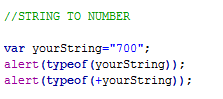 //STRING TO NUMBER
var yourString="700";
alert(typeof(yourString));
alert(typeof(+yourString));